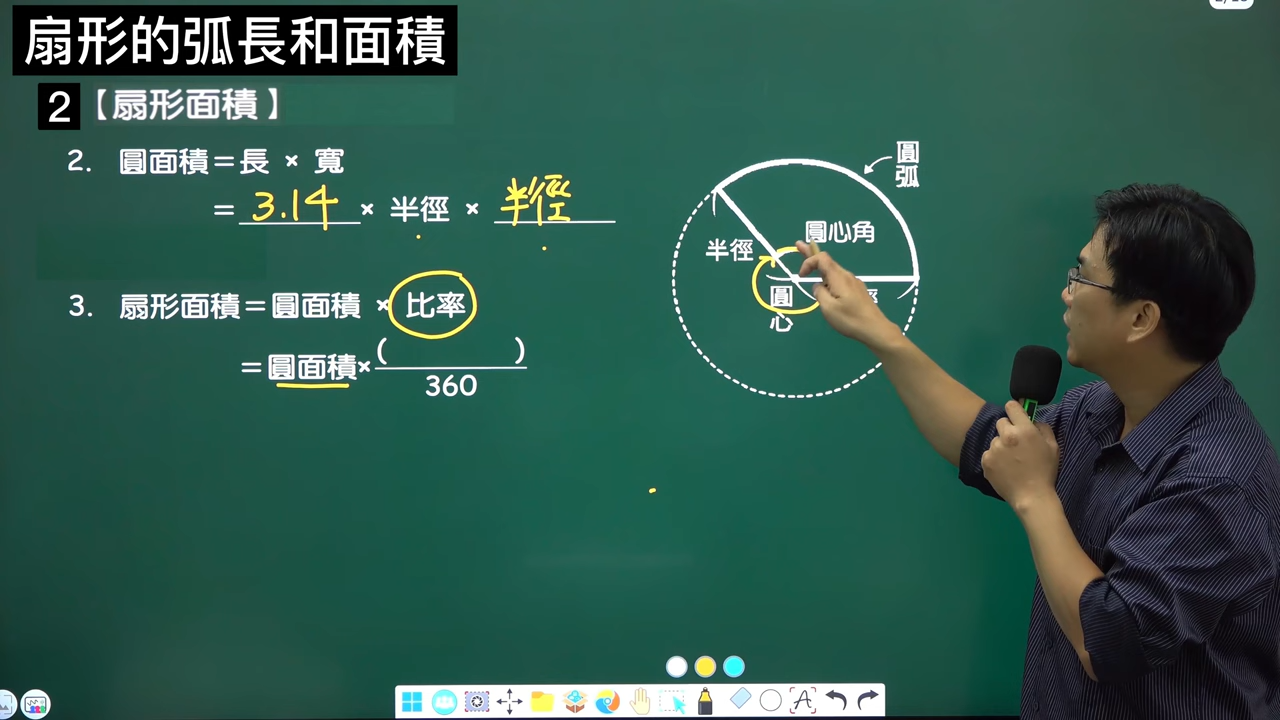 扇形的弧長和面積
2【扇形面積】
2. 圓面積＝長 × 寬
＝ 3.14 × 半徑 × 半徑
3. 扇形面積＝圓面積 × 比率
＝圓面積×( )
360
圓弧
圓心角
半徑
圓心
率